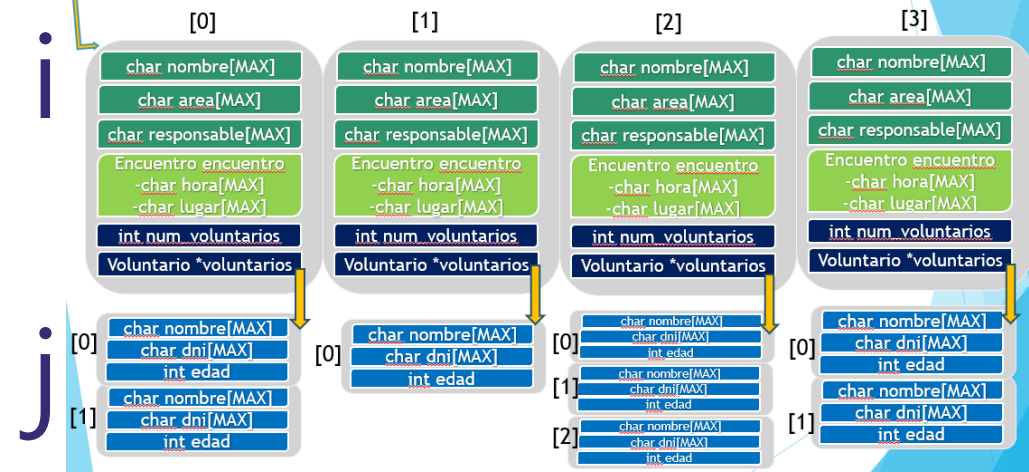 i
[0]
char nombre[MAX]
char area[MAX]
char responsable[MAX]
Encuentro encuentro
-char hora[MAX]
-char lugar[MAX]
int num_voluntarios
Voluntario *voluntarios
[1]
char nombre[MAX]
char area[MAX]
char responsable[MAX]
Encuentro encuentro
-char hora[MAX]
-char lugar[MAX]
int num_voluntarios
Voluntario *voluntarios
[2]
char nombre[MAX]
char area[MAX]
char responsable[MAX]
Encuentro encuentro
-char hora[MAX]
-char lugar[MAX]
int num_voluntarios
Voluntario *voluntarios
[3]
char nombre[MAX]
char area[MAX]
char responsable[MAX]
Encuentro encuentro
-char hora[MAX]
-char lugar[MAX]
int num_voluntarios
Voluntario *voluntarios
j
[0]
char nombre[MAX]
char dni[MAX]
int edad
[1]
char nombre[MAX]
char dni[MAX]
int edad
[0]
char nombre[MAX]
char dni[MAX]
int edad
[0]
char nombre[MAX]
char dni[MAX]
int edad
[1]
char nombre[MAX]
char dni[MAX]
int edad
[2]
char nombre[MAX]
char dni[MAX]
int edad
[0]
char nombre[MAX]
char dni[MAX]
int edad
[1]
char nombre[MAX]
char dni[MAX]
int edad